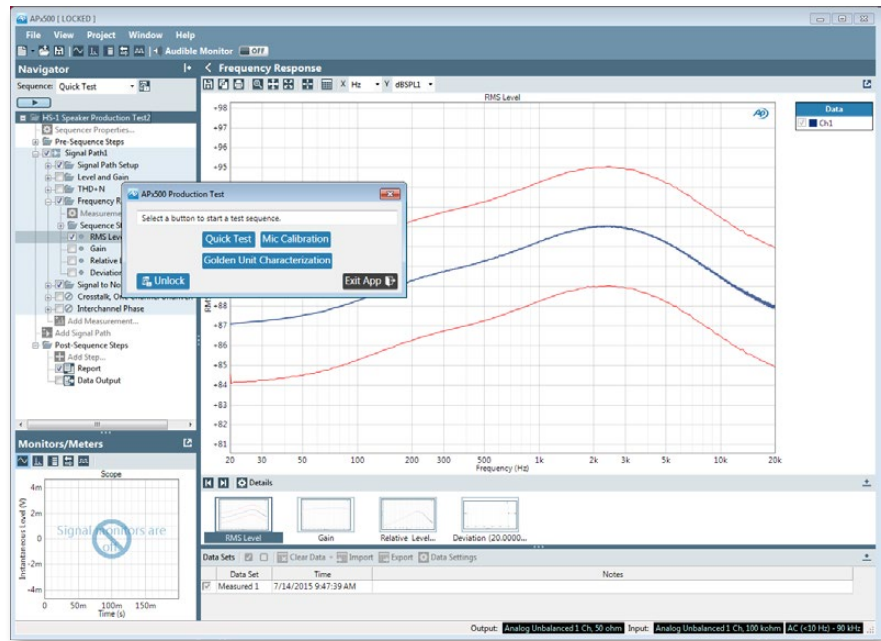 APx500 [ LOCKED ]
File View Project Window Help
Audible Monitor OFF
Navigator
Sequence: Quick Test
HS-1 Speaker Production Test2
Sequencer Properties...
Pre-Sequence Steps
Signal Path1
Signal Path Setup
Level and Gain
THD+N
Frequency R
Measureme
Sequence St
RMS Leve
Gain
Relative
Deviation
Signal to No
Crosstalk, One Channel
Interchannel Phase
Add Measurement...
Add Signal Path
Post-Sequence Steps
Add Step...
Report
Data Output
Frequency Response
X Hz Y dBSPL1
RMS Level
+98
+97
+96
+95
+88
+87
+86
+85
+84
+83
+82
+81
20 30 50 100 200 300 500 1k 2k 3k 5k 10k 20k
Frequency (Hz)
AP
Data
Ch1
APx500 Production Test
Select a button to start a test sequence.
Quick Test Mic Calibration
Golden Unit Characterization
Unlock Exit App
Monitors/Meters
Scope
Instantaneous Level (V)
4m
2m
0
-2m
-4m
Signal monitors are off
0 50m 100m 150m
Time (s)
Details
RMS Level Gain Relative Level... Deviation (20.0000...
Data Sets Clear Data Import Export Data Settings
Data Set Time Notes
Measured 1 7/14/2015 9:47:39 AM
Output: Analog Unbalanced 1 Ch, 50 ohm Input: Analog Unbalanced 1 Ch, 100 kohm AC (<10 Hz) - 90 kHz